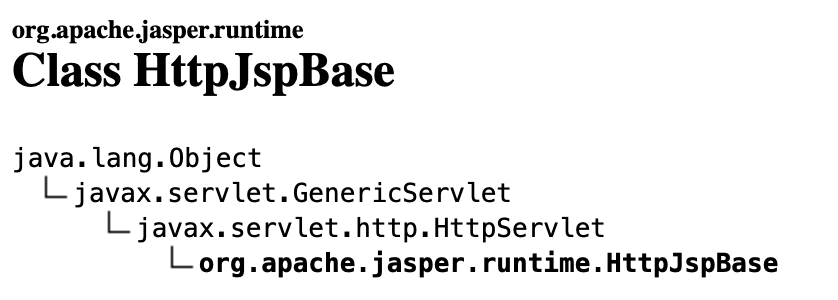 org.apache.jasper.runtime
Class HttpJspBase
java.lang.Object
javax.servlet.GenericServlet
javax.servlet.http.HttpServlet
org.apache.jasper.runtime.HttpJspBase